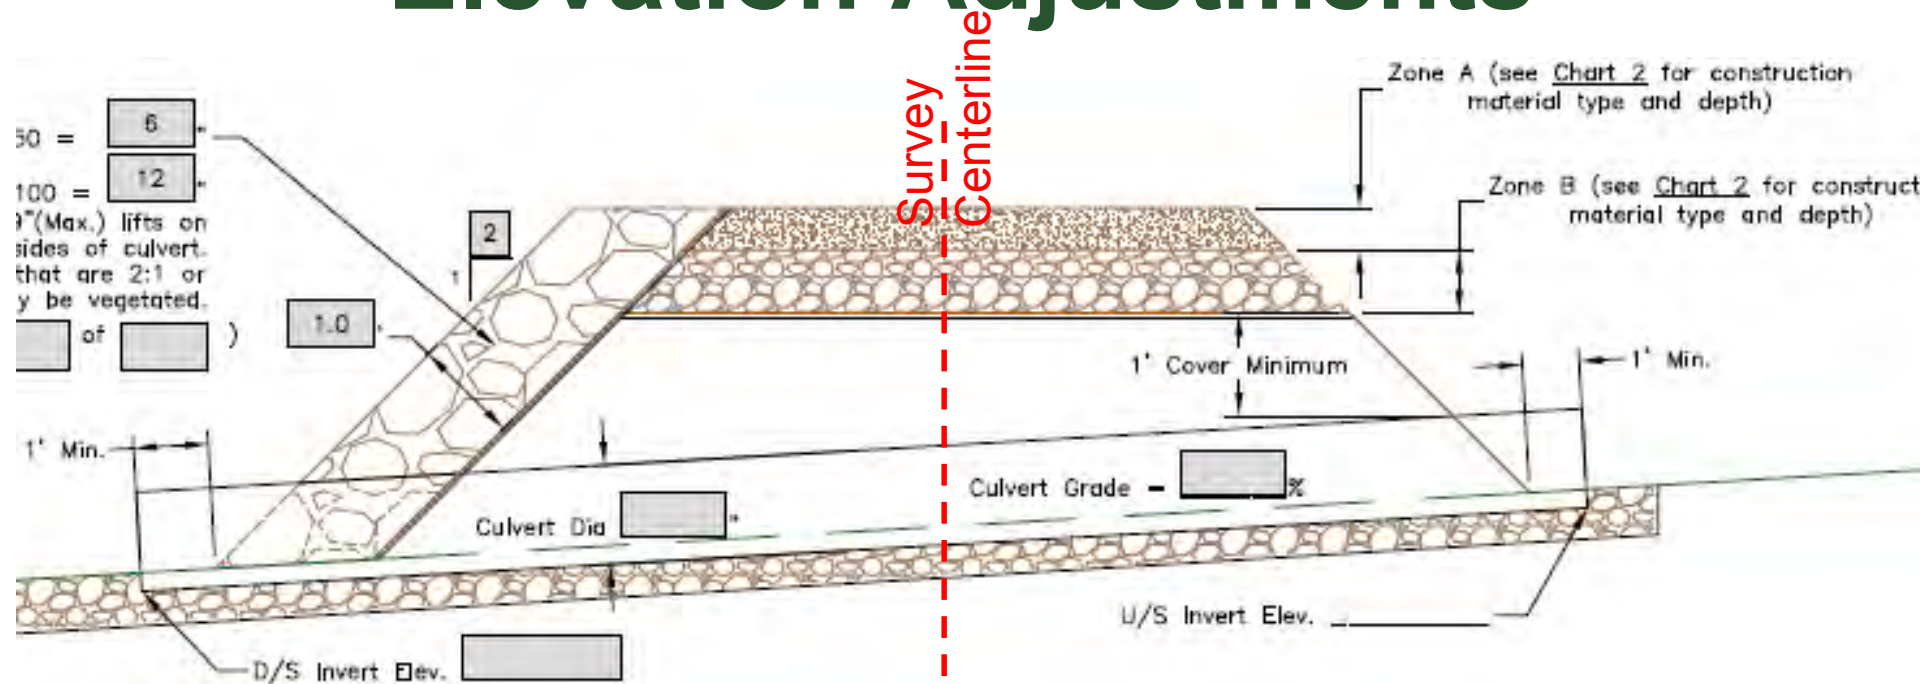 Elevation Adjustments
Survey
Centerline
Zone A (see Chart 2 for construction
material type and depth)
Zone B (see Chart 2 for construct
material type and depth)
50 = 6 "
100 = 12 "
9"(Max.) lifts on
sides of culvert.
that are 2:1 or
y be vegetated.
of )
2
1
1.0 '
1' Cover Minimum
1' Min.
1' Min.
Culvert Grade = %
Culvert Dia "
U/S Invert Elev.
D/S Invert Elev.